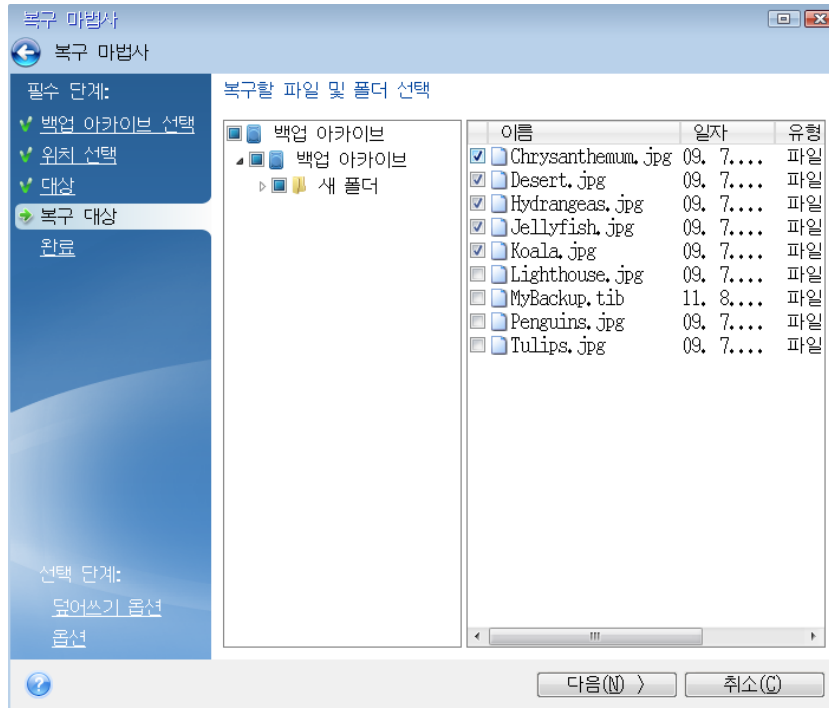 복구 마법사
복구 마법사
필수 단계:
백업 아카이브 선택
위치 선택
대상
복구 대상
완료
선택 단계:
덮어쓰기 옵션
옵션
복구할 파일 및 폴더 선택
백업 아카이브
백업 아카이브
새 폴더
이름 일자 유형
Chrysanthemum.jpg 09. 7.... 파일
Desert.jpg 09. 7.... 파일
Hydrangeas.jpg 09. 7.... 파일
Jellyfish.jpg 09. 7.... 파일
Koala.jpg 09. 7.... 파일
Lighthouse.jpg 09. 7.... 파일
MyBackup.tib 11. 8.... 파일
Penguins.jpg 09. 7.... 파일
Tulips.jpg 09. 7.... 파일
다음(N) > 취소(C)